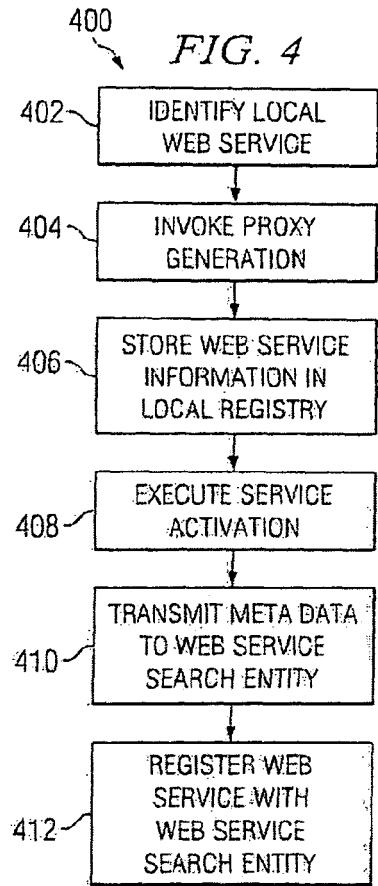 400
FIG. 4
402
IDENTIFY LOCAL
WEB SERVICE
404
INVOKE PROXY
GENERATION
406
STORE WEB SERVICE
INFORMATION IN
LOCAL REGISTRY
408
EXECUTE SERVICE
ACTIVATION
410
TRANSMIT META DATA
TO WEB SERVICE
SEARCH ENTITY
412
REGISTER WEB
SERVICE WITH
WEB SERVICE
SEARCH ENTITY